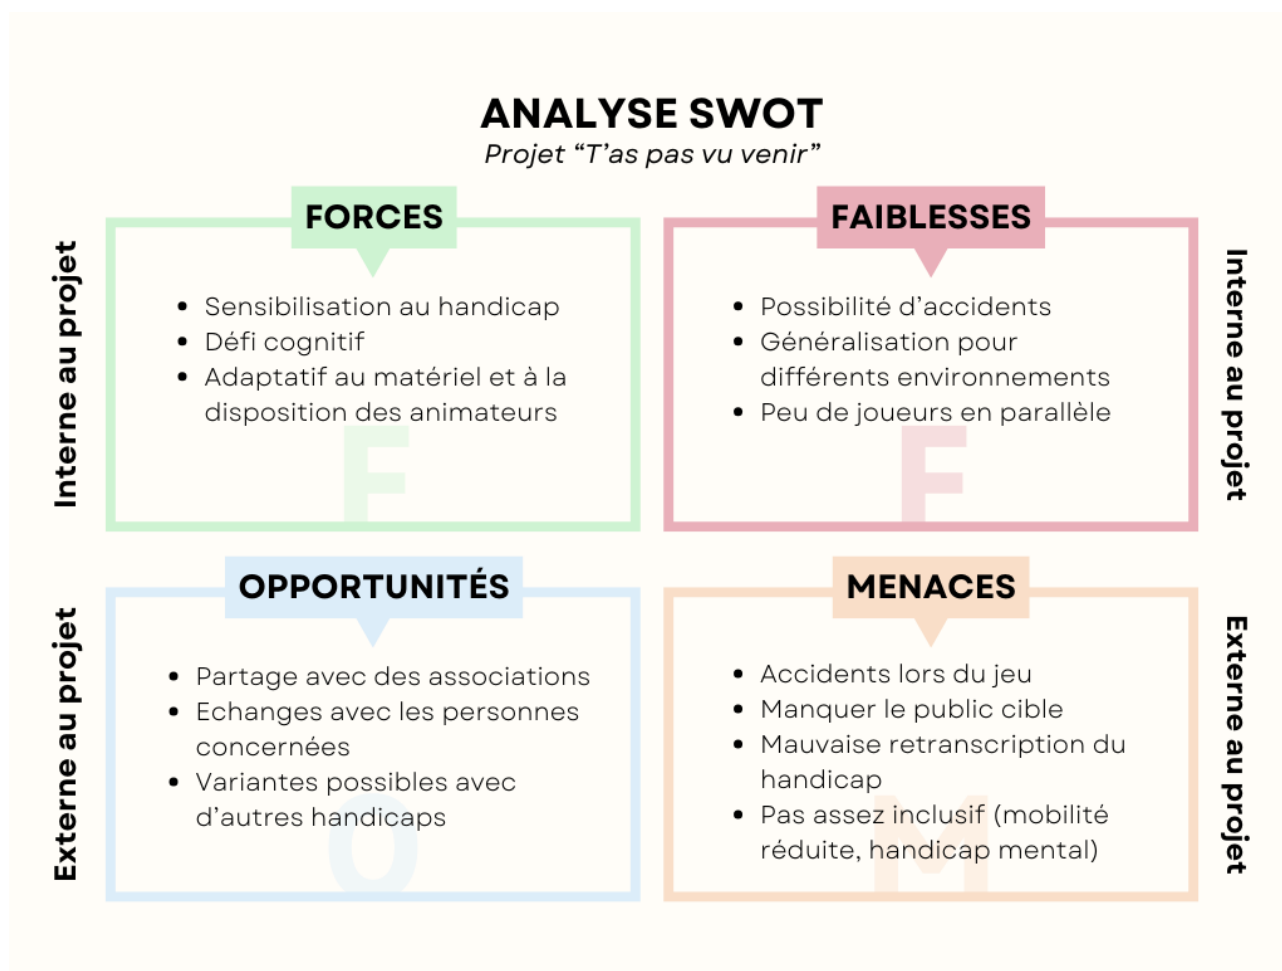 ANALYSE SWOT
Projet “T’as pas vu venir”
Interne au projet
FORCES
• Sensibilisation au handicap
• Défi cognitif
• Adaptatif au matériel et à la
disposition des animateurs
F
FAIBLESSES
• Possibilité d’accidents
• Généralisation pour
différents environnements
• Peu de joueurs en parallèle
F
Interne au projet
Externe au projet
OPPORTUNITÉS
• Partage avec des associations
• Echanges avec les personnes
concernées
• Variantes possibles avec
d’autres handicaps
O
MENACES
• Accidents lors du jeu
• Manquer le public cible
• Mauvaise retranscription du
handicap
• Pas assez inclusif (mobilité
réduite, handicap mental)
M
Externe au projet